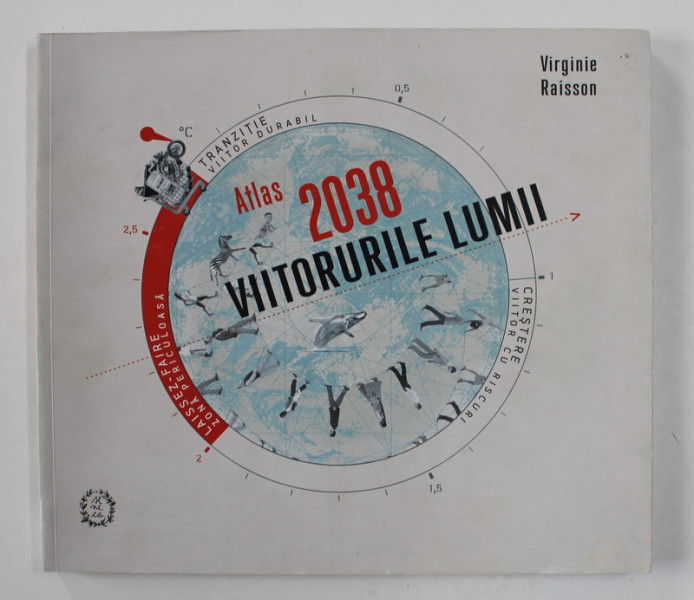 Virginie
Raisson
0,5
°C
TRANZIȚIE
VIITOR DURABIL
Atlas 2038
VIITORURILE LUMII
2,5
1
CREȘTERE
VIITOR CU RISCURI
LAISSEZ-FAIRE
ZONĂ PERICULOASĂ
2
1,5